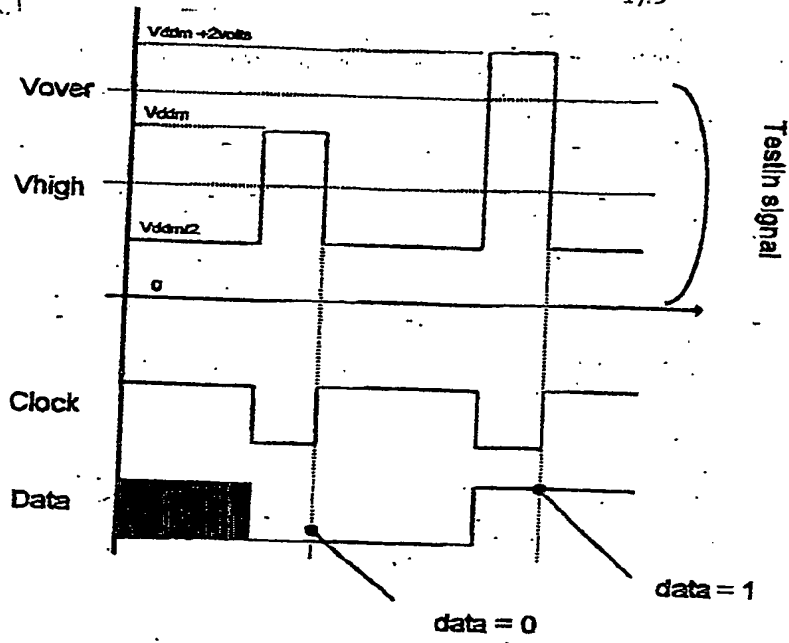 Vddm +2volts
Vover
Vddm
Vhigh
Vddm/2
0
Testin signal
Clock
Data
data = 1
data = 0